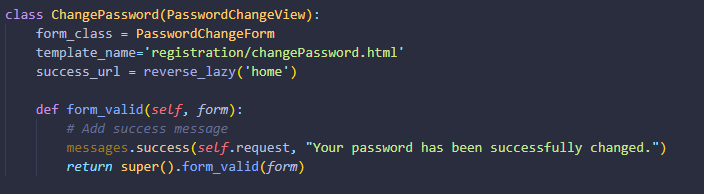 class ChangePassword(PasswordChangeView):
    form_class = PasswordChangeForm
    template_name='registration/changePassword.html'
    success_url = reverse_lazy('home')

    def form_valid(self, form):
        # Add success message
        messages.success(self.request, "Your password has been successfully changed.")
        return super().form_valid(form)